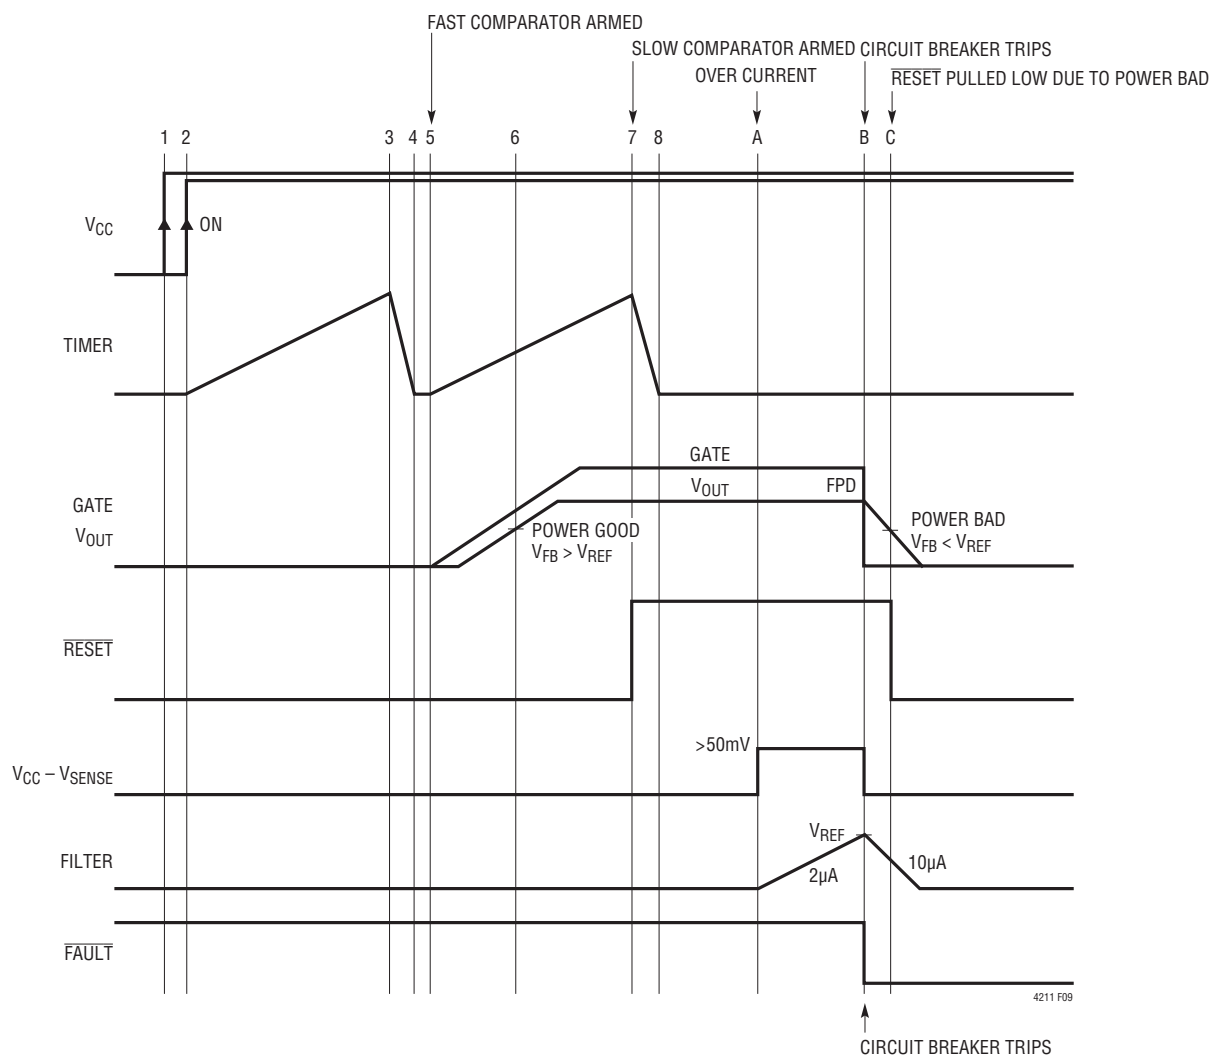 FAST COMPARATOR ARMED
SLOW COMPARATOR ARMED
CIRCUIT BREAKER TRIPS
OVER CURRENT
RESET PULLED LOW DUE TO POWER BAD
1 2 3 4 5 6 7 8 A B C
VCC
ON
TIMER
GATE
VOUT
GATE
VOUT
FPD
POWER GOOD
VFB > VREF
POWER BAD
VFB < VREF
RESET
>50mV
VCC – VSENSE
VREF
FILTER
2µA
10µA
FAULT
4211 F09
CIRCUIT BREAKER TRIPS